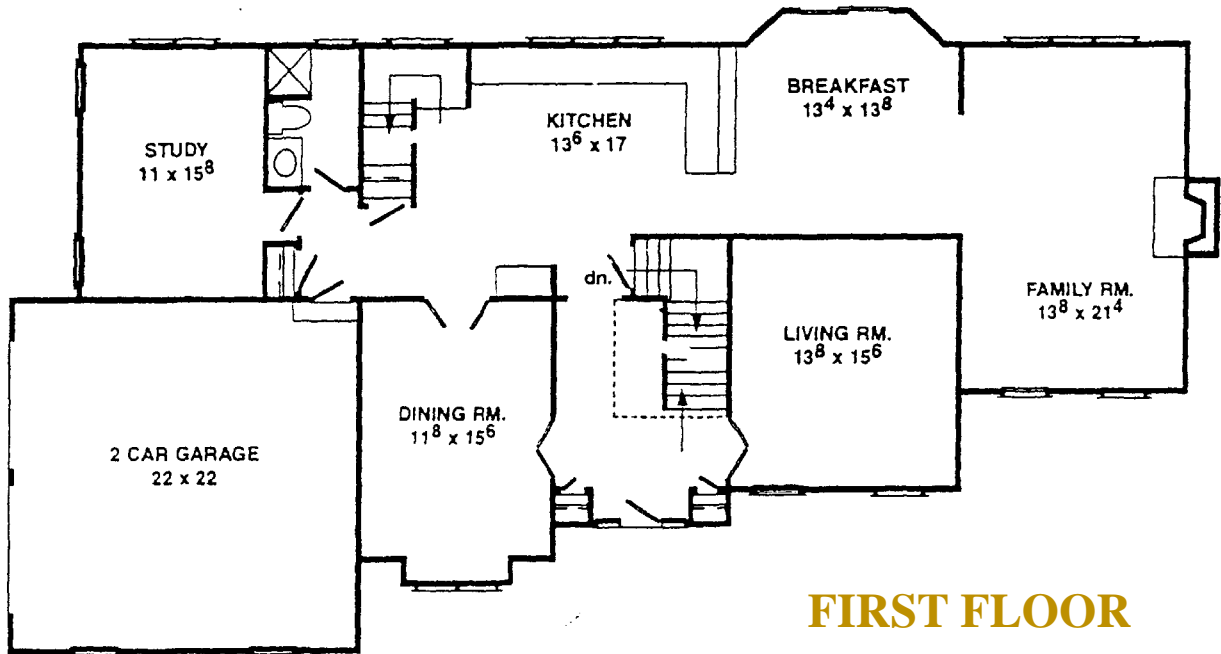 BREAKFAST
13⁴ x 13⁸
KITCHEN
13⁶ x 17
STUDY
11 x 15⁸
dn.
FAMILY RM.
13⁸ x 21⁴
LIVING RM.
13⁸ x 15⁶
DINING RM.
11⁸ x 15⁶
2 CAR GARAGE
22 x 22
FIRST FLOOR